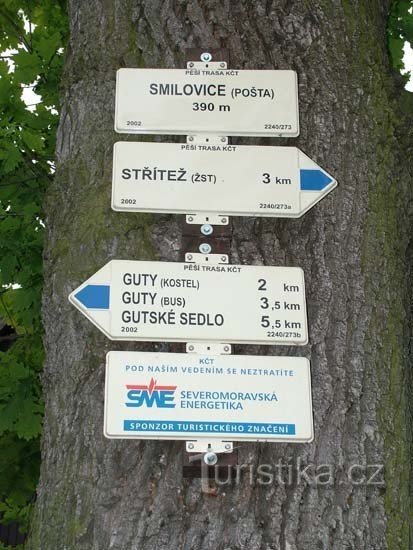 PĚŠÍ TRASA KČT
SMILOVICE (POŠTA)
390 m
2002 2240/273
PĚŠÍ TRASA KČT
STŘÍTEŽ (ŽST) 3 km
2002 2240/273a
PĚŠÍ TRASA KČT
GUTY (KOSTEL) 2 km
GUTY (BUS) 3,5 km
GUTSKÉ SEDLO 5,5 km
2002 2240/273b
KČT
POD NAŠÍM VEDENÍM SE NEZTRATÍTE
SME SEVEROMORAVSKÁ
ENERGETIKA
SPONZOR TURISTICKÉHO ZNAČENÍ
Turistika.cz